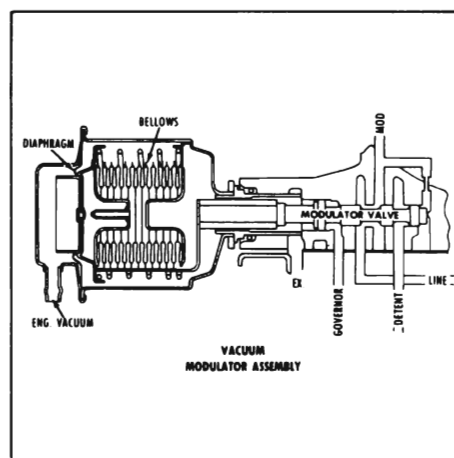 MOD
BELLOWS
DIAPHRAGM
MODULATOR VALVE
EX
GOVERNOR
DETENT
LINE
ENG. VACUUM
VACUUM
MODULATOR ASSEMBLY